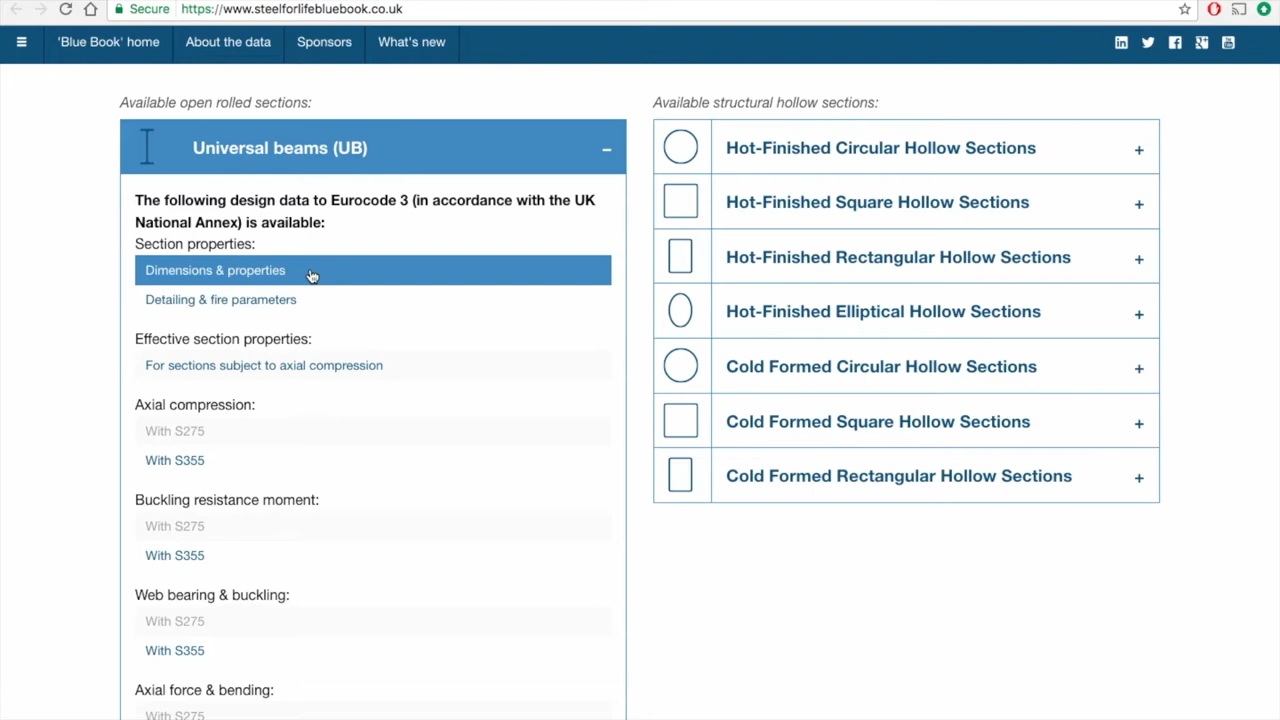 Secure https://www.steelforlifebluebook.co.uk
'Blue Book' home About the data Sponsors What's new
Available open rolled sections:
Universal beams (UB) –
The following design data to Eurocode 3 (in accordance with the UK
National Annex) is available:
Section properties:
Dimensions & properties
Detailing & fire parameters
Effective section properties:
For sections subject to axial compression
Axial compression:
With S275
With S355
Buckling resistance moment:
With S275
With S355
Web bearing & buckling:
With S275
With S355
Axial force & bending:
With S275
Available structural hollow sections:
Hot-Finished Circular Hollow Sections +
Hot-Finished Square Hollow Sections +
Hot-Finished Rectangular Hollow Sections +
Hot-Finished Elliptical Hollow Sections +
Cold Formed Circular Hollow Sections +
Cold Formed Square Hollow Sections +
Cold Formed Rectangular Hollow Sections +